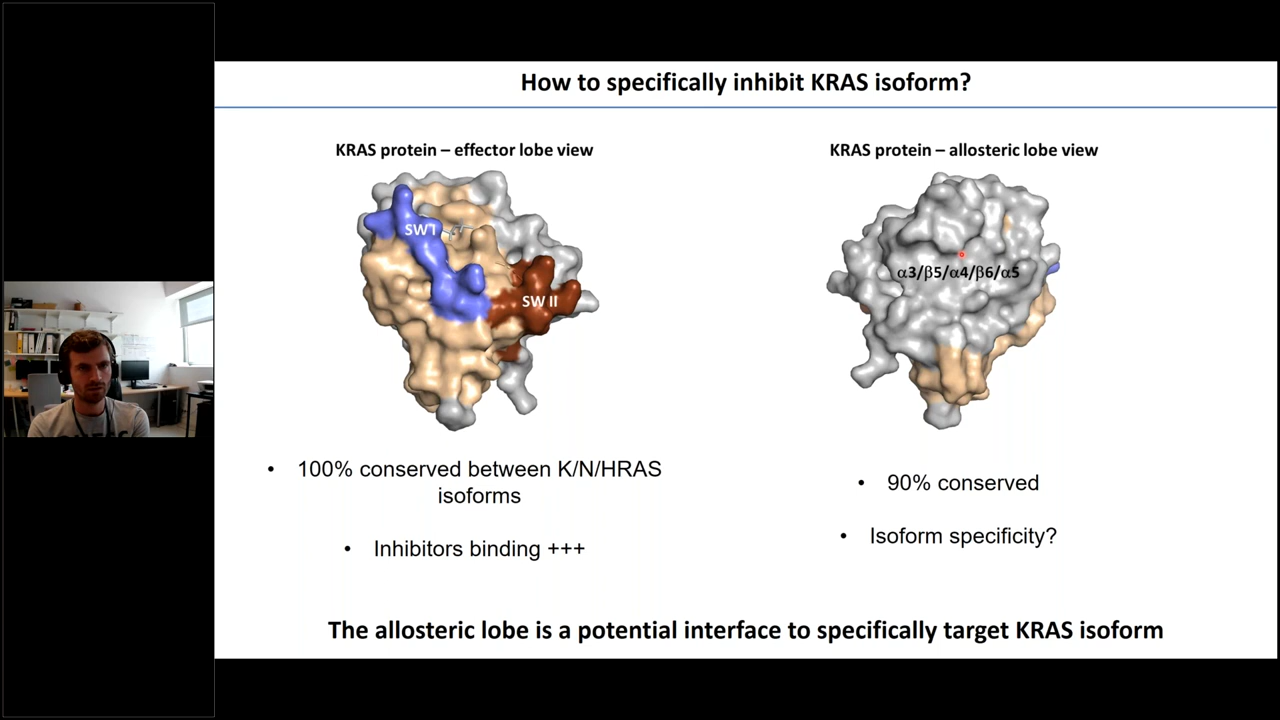 How to specifically inhibit KRAS isoform?
KRAS protein – effector lobe view
KRAS protein – allosteric lobe view
SW I
SW II
α3/β5/α4/β6/α5
• 100% conserved between K/N/HRAS
isoforms
• Inhibitors binding +++
• 90% conserved
• Isoform specificity?
The allosteric lobe is a potential interface to specifically target KRAS isoform